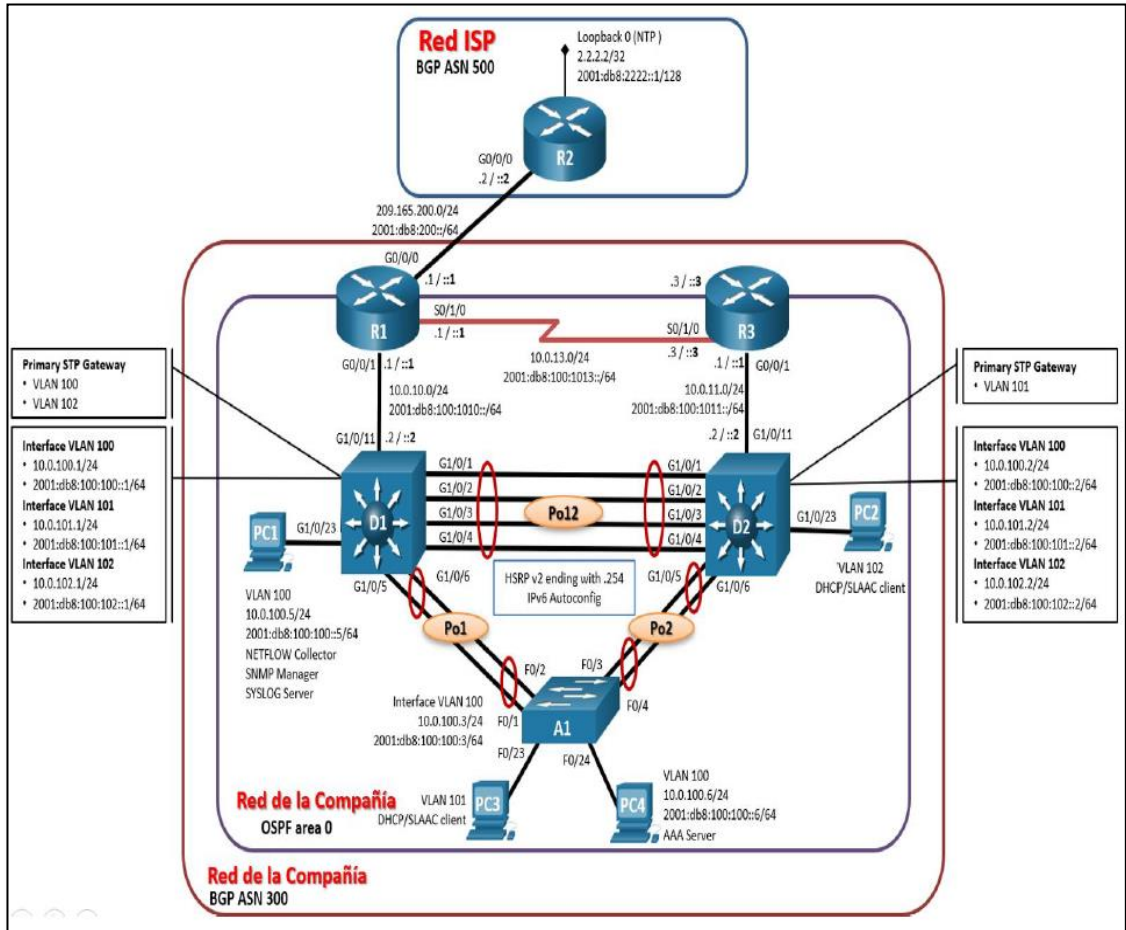 Red ISP
BGP ASN 500
Loopback 0 (NTP )
2.2.2.2/32
2001:db8:2222::1/128
R2
G0/0/0
.2 / ::2
209.165.200.0/24
2001:db8:200::/64
G0/0/0
.1 / ::1
R1
S0/1/0
.1 / ::1
.3 / ::3
R3
S0/1/0
.3 / ::3
10.0.13.0/24
2001:db8:100:1013::/64
G0/0/1
.1 / ::1
10.0.10.0/24
2001:db8:100:1010::/64
.1 / ::1
G0/0/1
10.0.11.0/24
2001:db8:100:1011::/64
Primary STP Gateway
• VLAN 100
• VLAN 102
Primary STP Gateway
• VLAN 101
G1/0/11
.2 / ::2
.2 / ::2
G1/0/11
Interface VLAN 100
• 10.0.100.1/24
• 2001:db8:100:100::1/64
Interface VLAN 101
• 10.0.101.1/24
• 2001:db8:100:101::1/64
Interface VLAN 102
• 10.0.102.1/24
• 2001:db8:100:102::1/64
Interface VLAN 100
• 10.0.100.2/24
• 2001:db8:100:100::2/64
Interface VLAN 101
• 10.0.101.2/24
• 2001:db8:100:101::2/64
Interface VLAN 102
• 10.0.102.2/24
• 2001:db8:100:102::2/64
G1/0/1
G1/0/2
G1/0/3
G1/0/4
Po12
G1/0/1
G1/0/2
G1/0/3
G1/0/4
D1
D2
PC1
G1/0/23
G1/0/23
PC2
VLAN 102
DHCP/SLAAC client
G1/0/5
G1/0/6
HSRP v2 ending with .254
IPv6 Autoconfig
G1/0/5
G1/0/6
VLAN 100
10.0.100.5/24
2001:db8:100:100::5/64
NETFLOW Collector
SNMP Manager
SYSLOG Server
Po1
Po2
F0/2
F0/3
F0/1
F0/4
Interface VLAN 100
10.0.100.3/24
2001:db8:100:100:3/64
A1
F0/23
F0/24
VLAN 101
DHCP/SLAAC client
PC3
PC4
VLAN 100
10.0.100.6/24
2001:db8:100:100::6/64
AAA Server
Red de la Compañía
OSPF area 0
Red de la Compañía
BGP ASN 300